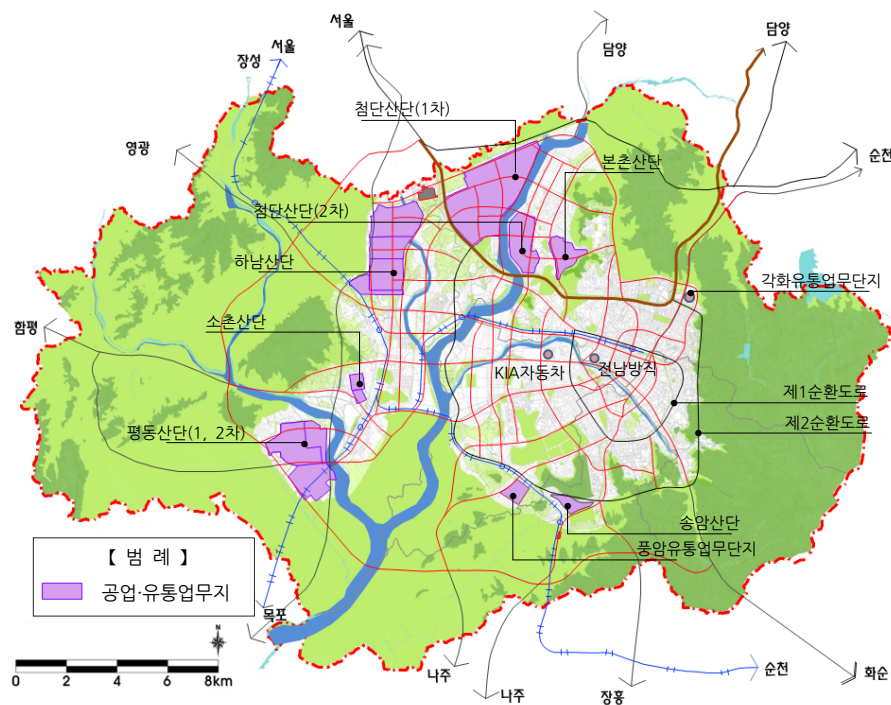 서울
담양
담양
장성
서울
첨단산단(1차)
영광
본촌산단
순천
첨단산단(2차)
하남산단
각화유통업무단지
소촌산단
함평
KIA자동차
전남방직
제1순환도로
제2순환도로
평동산단(1, 2차)
송암산단
풍암유통업무단지
【 범 례 】
공업·유통업무지
목포
N
0 2 4 6 8km
나주
나주
장흥
순천
화순